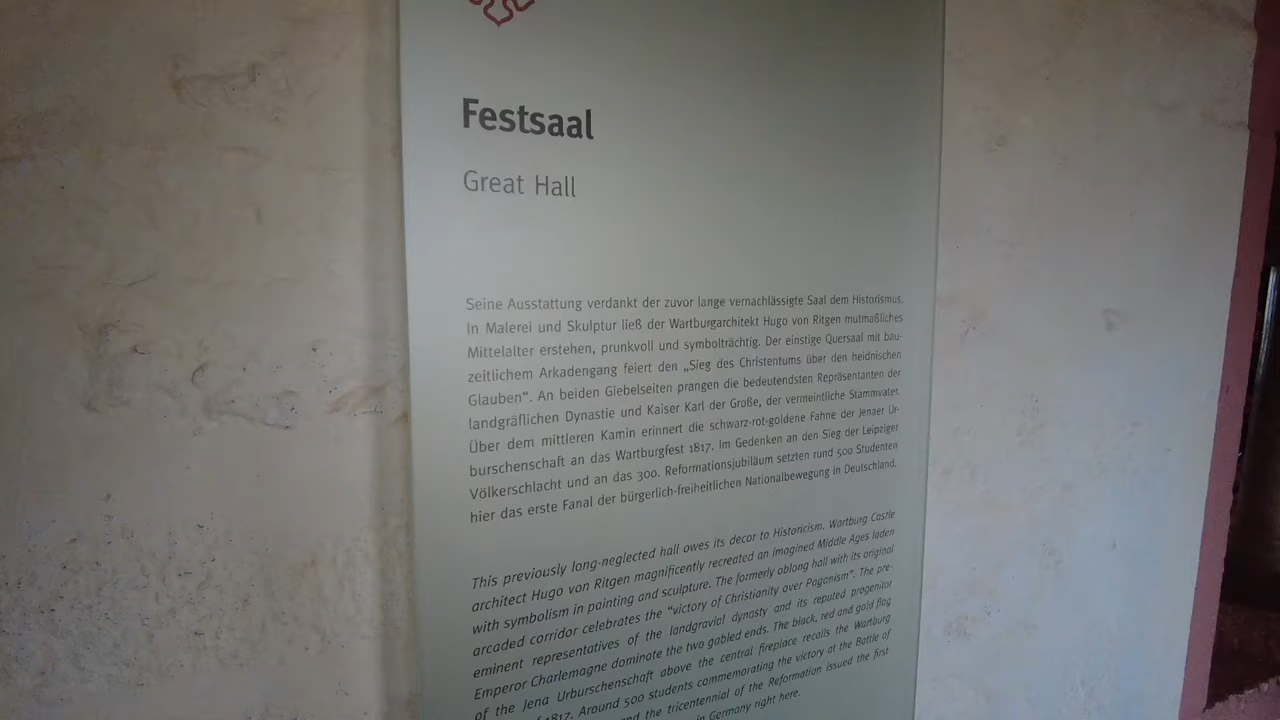 Festsaal
Great Hall
Seine Ausstattung verdankt der zuvor lange vernachlässigte Saal dem Historismus.
In Malerei und Skulptur ließ der Wartburgarchitekt Hugo von Ritgen mutmaßliches
Mittelalter erstehen, prunkvoll und symbolträchtig. Der einstige Quersaal mit bau-
zeitlichem Arkadengang feiert den „Sieg des Christentums über den heidnischen
Glauben“. An beiden Giebelseiten prangen die bedeutendsten Repräsentanten der
landgräflichen Dynastie und Kaiser Karl der Große, der vermeintliche Stammvater.
Über dem mittleren Kamin erinnert die schwarz-rot-goldene Fahne der Jenaer Ur-
burschenschaft an das Wartburgfest 1817. Im Gedenken an den Sieg der Leipziger
Völkerschlacht und an das 300. Reformationsjubiläum setzten rund 500 Studenten
hier das erste Fanal der bürgerlich-freiheitlichen Nationalbewegung in Deutschland.
This previously long-neglected hall owes its decor to Historicism. Wartburg Castle
architect Hugo von Ritgen magnificently recreated an imagined Middle Ages laden
with symbolism in painting and sculpture. The formerly oblong hall with its original
arcaded corridor celebrates the “victory of Christianity over Paganism”. The pre-
eminent representatives of the landgravial dynasty and its reputed progenitor
Emperor Charlemagne dominate the two gabled ends. The black, red and gold flag
of the Jena Urburschenschaft above the central fireplace recalls the Wartburg
of 1817. Around 500 students commemorating the victory at the Battle of
and the tricentennial of the Reformation issued the first
in Germany right here.